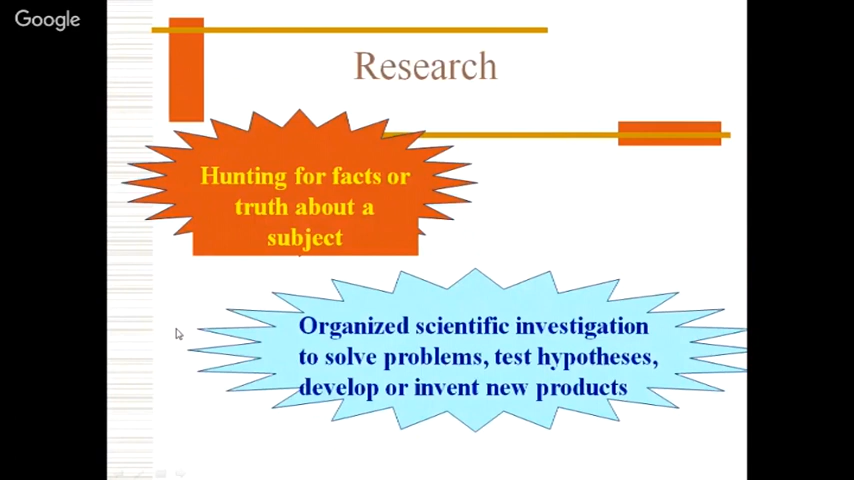 Google
Research
Hunting for facts or
truth about a
subject
Organized scientific investigation
to solve problems, test hypotheses,
develop or invent new products